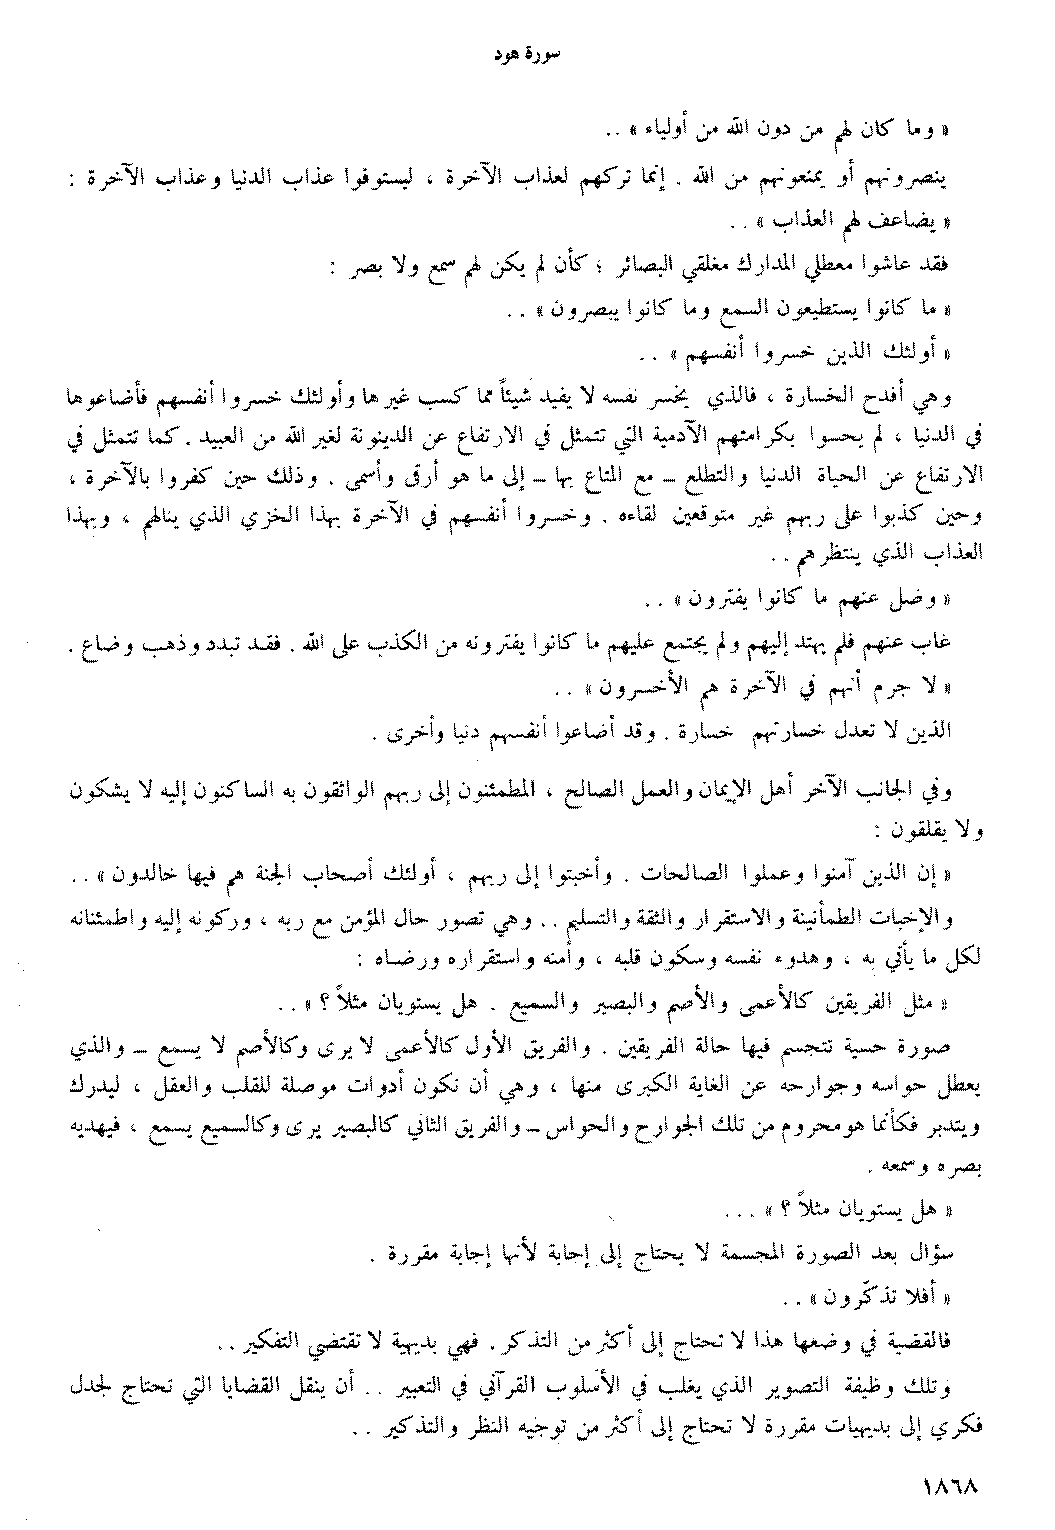 سورة هود
« وما كان لهم من دون الله من أولياء » ..
ينصرونهم أو يمنعونهم من الله . إنما تركهم لعذاب الآخرة ، ليستوفوا عذاب الدنيا وعذاب الآخرة :
« يضاعف لهم العذاب » ..
فقد عاشوا معطلي المدارك مغلقي البصائر ؛ كأن لم يكن لهم سمع ولا بصر :
« ما كانوا يستطيعون السمع وما كانوا يبصرون » ..
« أولئك الذين خسروا أنفسهم » ..
وهي أفدح الخسارة ، فالذي يخسر نفسه لا يفيد شيئاً مما كسب غيرها وأولئك خسروا أنفسهم فأضاعوها
في الدنيا ، لم يحسوا بكرامتهم الآدمية التي تتمثل في الارتفاع عن الدينونة لغير الله من العبيد . كما تتمثل في
الارتفاع عن الحياة الدنيا والتطلع – مع المتاع بها – إلى ما هو أرقى وأسمى . وذلك حين كفروا بالآخرة ،
وحين كذبوا على ربهم غير متوقعين لقاءه . وخسروا أنفسهم في الآخرة بهذا الخزي الذي ينالهم ، وبهذا
العذاب الذي ينتظرهم ..
« وضل عنهم ما كانوا يفترون » ..
غاب عنهم فلم يهتد إليهم ولم يجتمع عليهم ما كانوا يفترونه من الكذب على الله . فقد تبدد وذهب وضاع .
« لا جرم أنهم في الآخرة هم الأخسرون » ..
الذين لا تعدل خسارتهم خسارة . وقد أضاعوا أنفسهم دنيا وأخرى .
وفي الجانب الآخر أهل الإيمان والعمل الصالح ، المطمئنون إلى ربهم الواثقون به الساكنون إليه لا يشكون
ولا يقلقون :
« إن الذين آمنوا وعملوا الصالحات . وأخبتوا إلى ربهم ، أولئك أصحاب الجنة هم فيها خالدون » ..
والإخبات الطمأنينة والاستقرار والثقة والتسليم .. وهي تصور حال المؤمن مع ربه ، وركونه إليه واطمئنانه
لكل ما يأتي به ، وهدوء نفسه وسكون قلبه ، وأمنه واستقراره ورضاه :
« مثل الفريقين كالأعمى والأصم والبصير والسميع . هل يستويان مثلاً ؟ » ..
صورة حسية تتجسم فيها حالة الفريقين . والفريق الأول كالأعمى لا يرى وكالأصم لا يسمع – والذي
يعطل حواسه وجوارحه عن الغاية الكبرى منها ، وهي أن تكون أدوات موصلة للقلب والعقل ، ليدرك
ويتدبر فكأنما هو محروم من تلك الجوارح والحواس – والفريق الثاني كالبصير يرى وكالسميع يسمع ، فيهديه
بصره وسمعه .
« هل يستويان مثلاً ؟ » ...
سؤال بعد الصورة المجسمة لا يحتاج إلى إجابة لأنها إجابة مقررة .
« أفلا تذكّرون » ..
فالقضية في وضعها هذا لا تحتاج إلى أكثر من التذكر . فهي بديهية لا تقتضي التفكير ..
وتلك وظيفة التصوير الذي يغلب في الأسلوب القرآني في التعبير .. أن ينقل القضايا التي تحتاج لجدل
فكري إلى بديهيات مقررة لا تحتاج إلى أكثر من توجيه النظر والتذكير ..
١٨٦٨